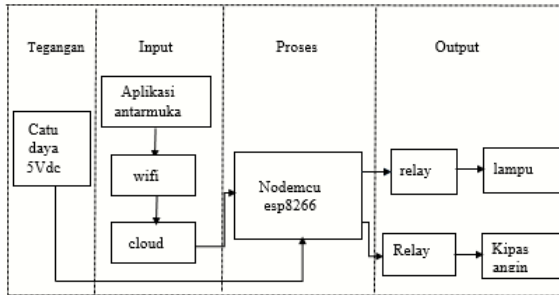 Tegangan
Input
Proses
Output
Catu
daya
5Vdc
Aplikasi
antarmuka
wifi
cloud
Nodemcu
esp8266
relay
lampu
Relay
Kipas
angin